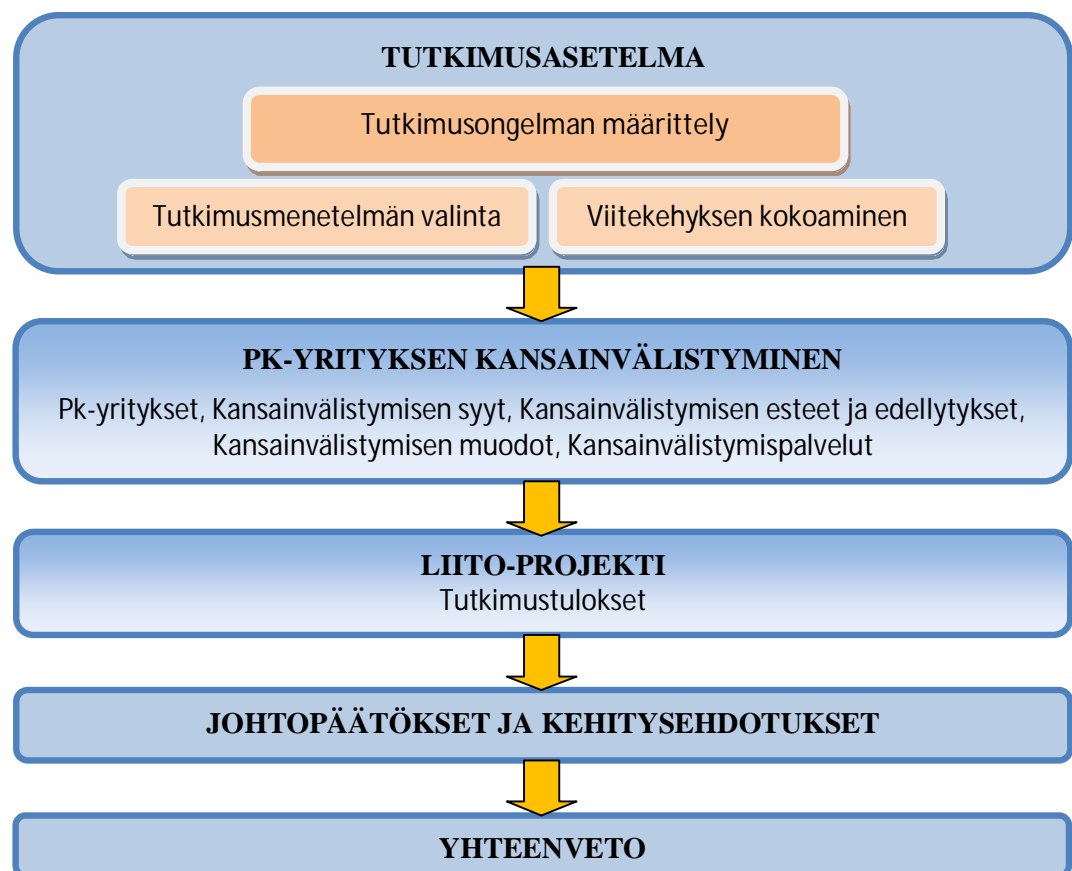 TUTKIMUSASETELMA
Tutkimusongelman määrittely
Tutkimusmenetelmän valinta
Viitekehyksen kokoaminen
PK-YRITYKSEN KANSAINVÄLISTYMINEN
Pk-yritykset, Kansainvälistymisen syyt, Kansainvälistymisen esteet ja edellytykset,
Kansainvälistymisen muodot, Kansainvälistymispalvelut
LIITO-PROJEKTI
Tutkimustulokset
JOHTOPÄÄTÖKSET JA KEHITYSEHDOTUKSET
YHTEENVETO